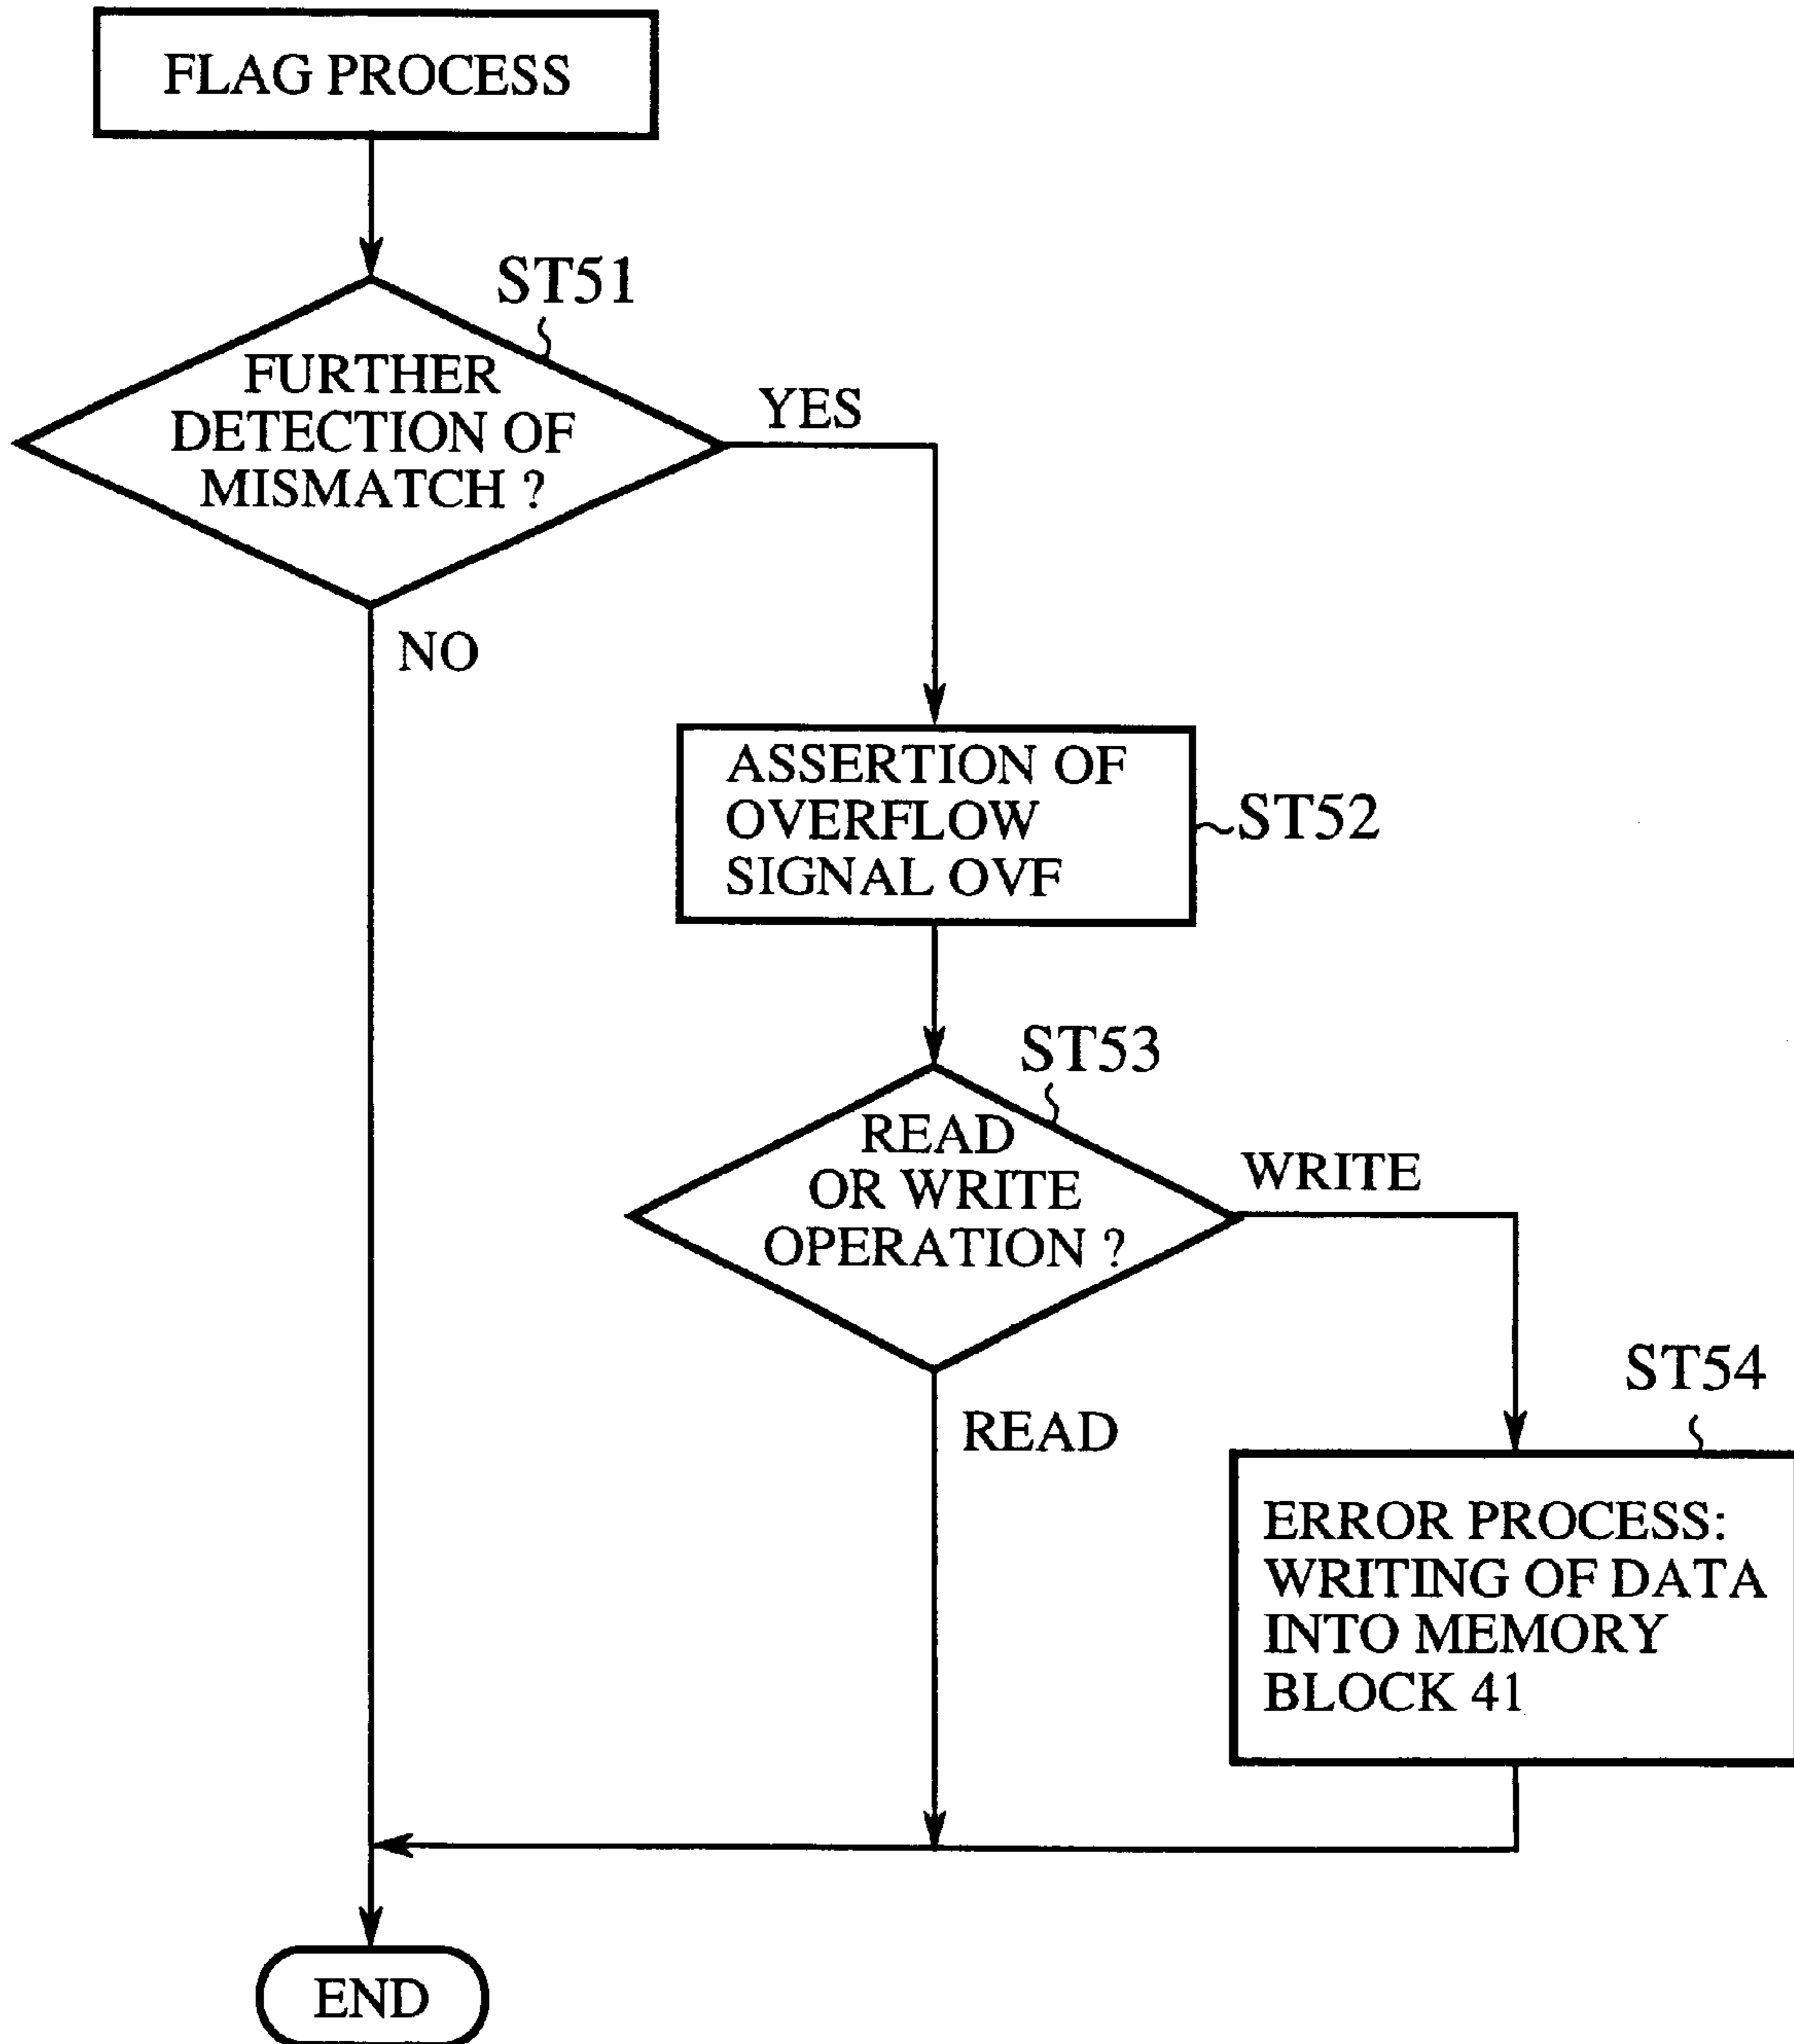 FLAG PROCESS
ST51
FURTHER
DETECTION OF
MISMATCH ?
YES
NO
ASSERTION OF
OVERFLOW
SIGNAL OVF
ST52
ST53
READ
OR WRITE
OPERATION ?
WRITE
READ
ST54
ERROR PROCESS:
WRITING OF DATA
INTO MEMORY
BLOCK 41
END